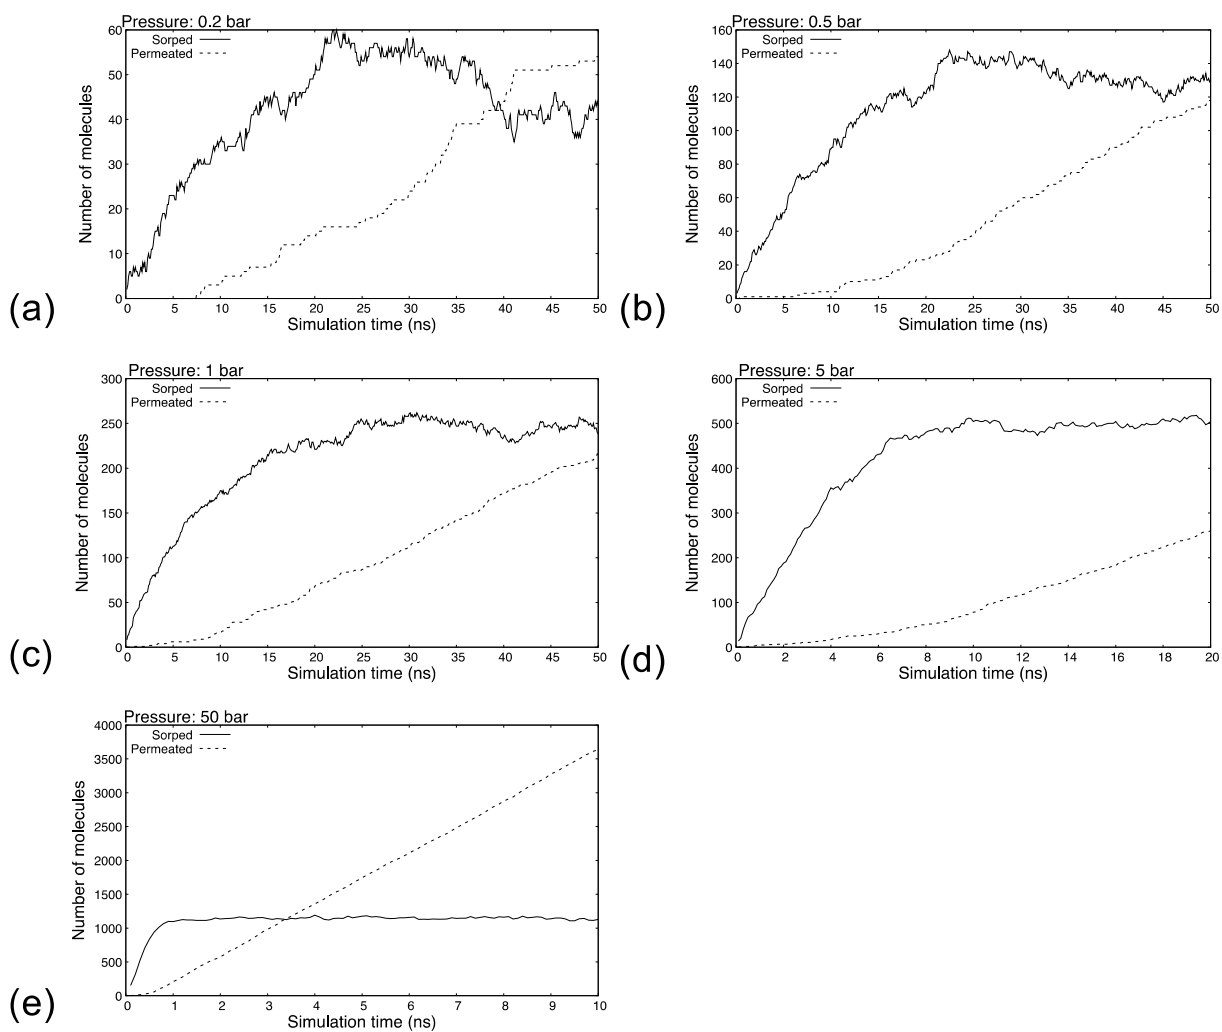 Pressure: 0.2 bar
Sorped
Permeated
60
50
40
30
20
10
0
Number of molecules
0 5 10 15 20 25 30 35 40 45 50
Simulation time (ns)
(a)
Pressure: 0.5 bar
Sorped
Permeated
160
140
120
100
80
60
40
20
0
Number of molecules
0 5 10 15 20 25 30 35 40 45 50
Simulation time (ns)
(b)
Pressure: 1 bar
Sorped
Permeated
300
250
200
150
100
50
0
Number of molecules
0 5 10 15 20 25 30 35 40 45 50
Simulation time (ns)
(c)
Pressure: 5 bar
Sorped
Permeated
600
500
400
300
200
100
0
Number of molecules
0 2 4 6 8 10 12 14 16 18 20
Simulation time (ns)
(d)
Pressure: 50 bar
Sorped
Permeated
4000
3500
3000
2500
2000
1500
1000
500
0
Number of molecules
0 1 2 3 4 5 6 7 8 9 10
Simulation time (ns)
(e)